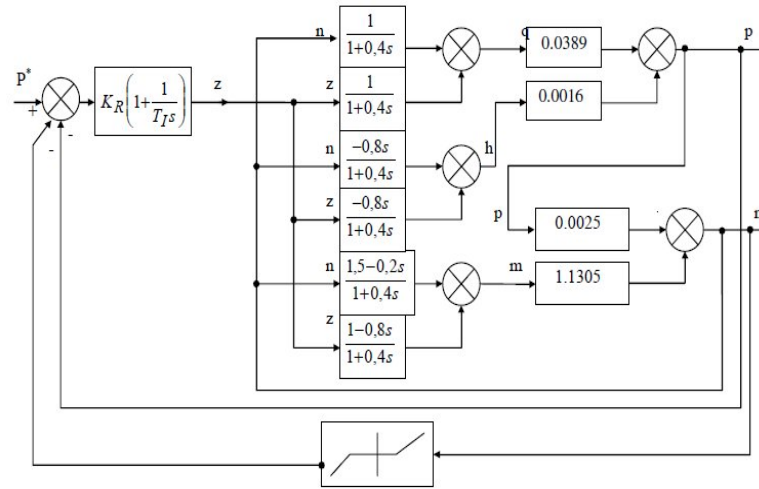 n
1
1+0,4s
q
0.0389
p
P*
+
-
-
K_R(1+1/(T_I s))
z
z
1
1+0,4s
0.0016
n
-0,8s
1+0,4s
h
z
-0,8s
1+0,4s
p
0.0025
n
n
1,5-0,2s
1+0,4s
m
1.1305
z
1-0,8s
1+0,4s